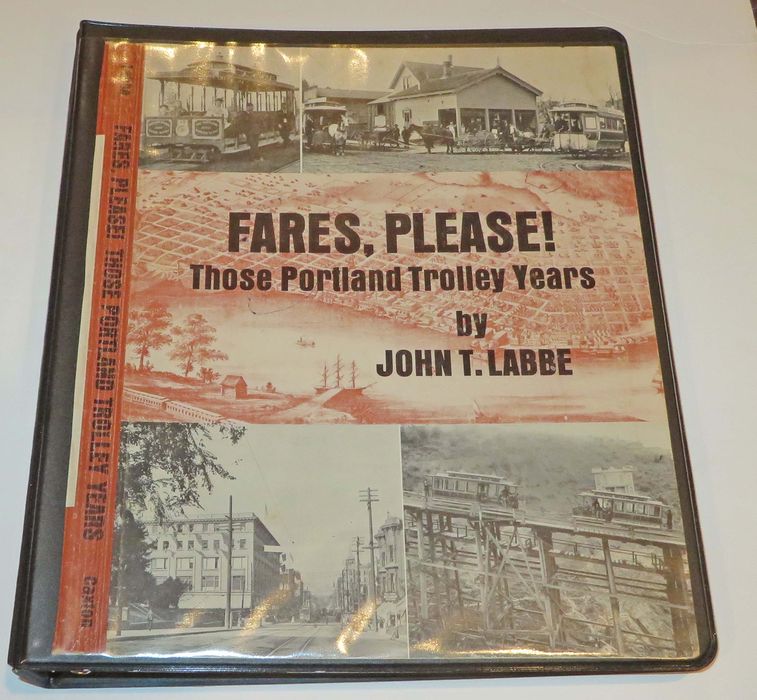 FARES, PLEASE!
Those Portland Trolley Years
by
JOHN T. LABBE
FARES, PLEASE! THOSE PORTLAND TROLLEY YEARS
Caxton